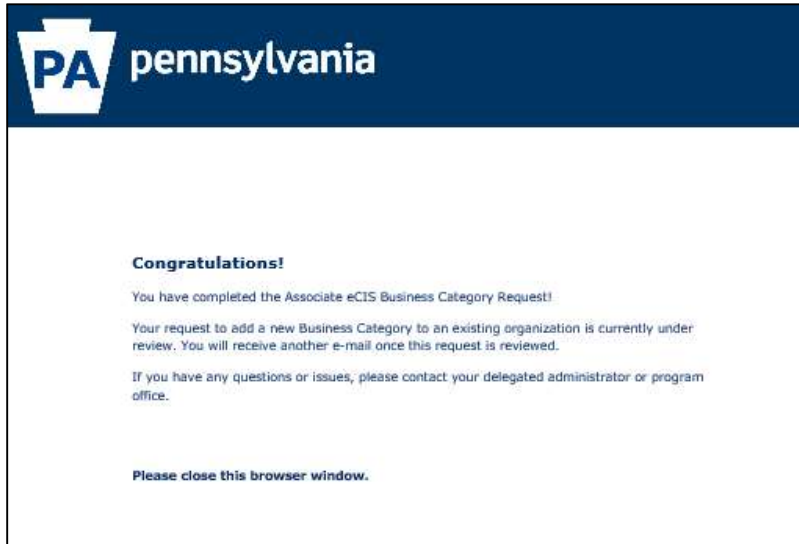 PA pennsylvania
Congratulations!
You have completed the Associate eCIS Business Category Request!
Your request to add a new Business Category to an existing organization is currently under
review. You will receive another e-mail once this request is reviewed.
If you have any questions or issues, please contact your delegated administrator or program
office.
Please close this browser window.